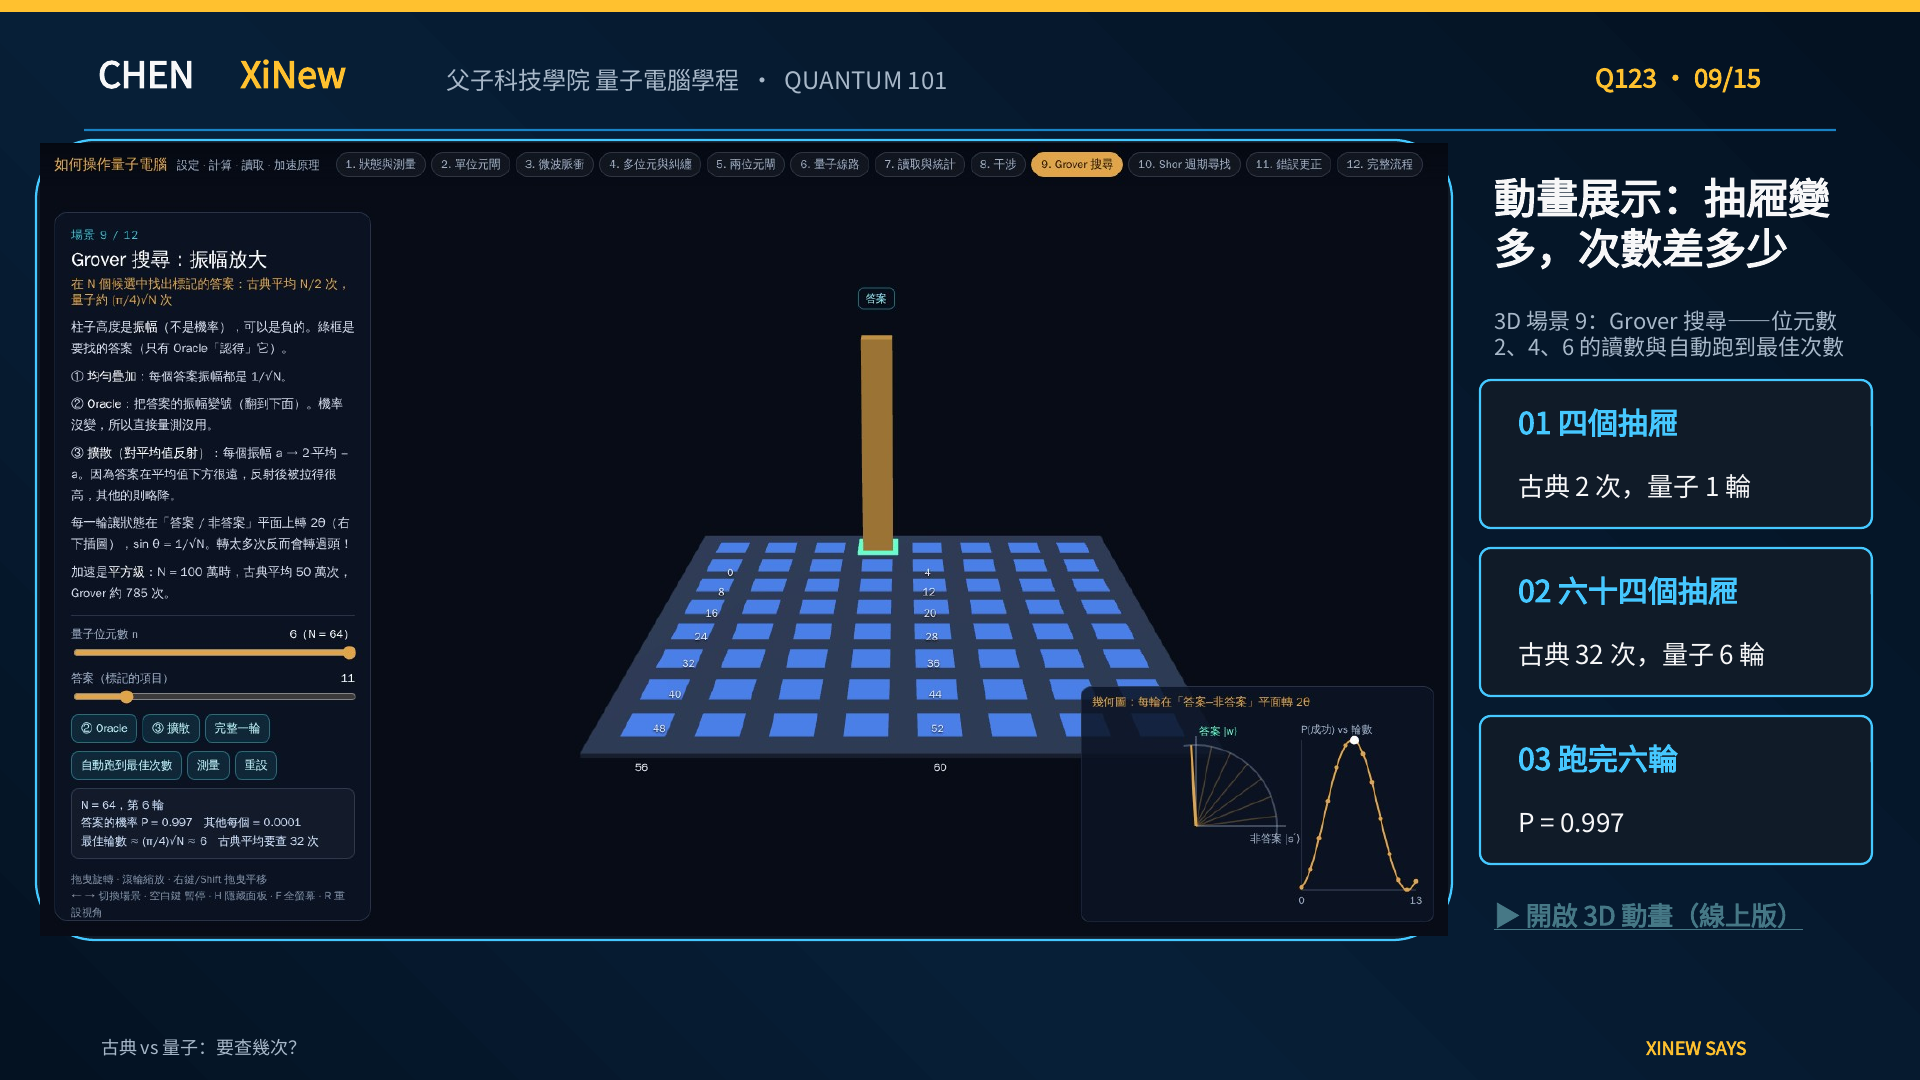 CHEN XiNew
父子科技學院 量子電腦學程 · QUANTUM 101
Q123 · 09/15
如何操作量子電腦 設定 · 計算 · 讀取 · 加速原理
1. 狀態與測量
2. 單位元閘
3. 微波脈衝
4. 多位元與糾纏
5. 兩位元閘
6. 量子線路
7. 讀取與統計
8. 干涉
9. Grover 搜尋
10. Shor 週期尋找
11. 錯誤更正
12. 完整流程
場景 9 / 12
Grover 搜尋：振幅放大
在 N 個候選中找出標記的答案：古典平均 N/2 次，
量子約 (π/4)√N 次
柱子高度是振幅（不是機率），可以是負的。綠框是
要找的答案（只有 Oracle「認得」它）。
① 均勻疊加：每個答案振幅都是 1/√N。
② Oracle：把答案的振幅變號（翻到下面）。機率
沒變，所以直接量測沒用。
③ 擴散（對平均值反射）：每個振幅 a → 2·平均 −
a。因為答案在平均值下方很遠，反射後被拉得很
高，其他的則略降。
每一輪讓狀態在「答案 / 非答案」平面上轉 2θ（右
下插圖），sin θ = 1/√N。轉太多次反而會轉過頭！
加速是平方級：N = 100 萬時，古典平均 50 萬次，
Grover 約 785 次。
量子位元數 n 6（N = 64）
答案（標記的項目） 11
② Oracle
③ 擴散
完整一輪
自動跑到最佳次數
測量
重設
N = 64，第 6 輪
答案的機率 P = 0.997 其他每個 = 0.0001
最佳輪數 ≈ (π/4)√N ≈ 6 古典平均要查 32 次
拖曳旋轉 · 滾輪縮放 · 右鍵/Shift 拖曳平移
← → 切換場景 · 空白鍵 暫停 · H 隱藏面板 · F 全螢幕 · R 重
設視角
答案
0 4
8 12
16 20
24 28
32 36
40 44
48 52
56 60
幾何圖：每輪在「答案–非答案」平面轉 2θ
答案 |w⟩
非答案 |s'⟩
P(成功) vs 輪數
0 13
動畫展示：抽屜變
多，次數差多少
3D 場景 9：Grover 搜尋——位元數
2、4、6 的讀數與自動跑到最佳次數
01 四個抽屜
古典 2 次，量子 1 輪
02 六十四個抽屜
古典 32 次，量子 6 輪
03 跑完六輪
P = 0.997
▶ 開啟 3D 動畫（線上版）
古典 vs 量子：要查幾次？
XINEW SAYS